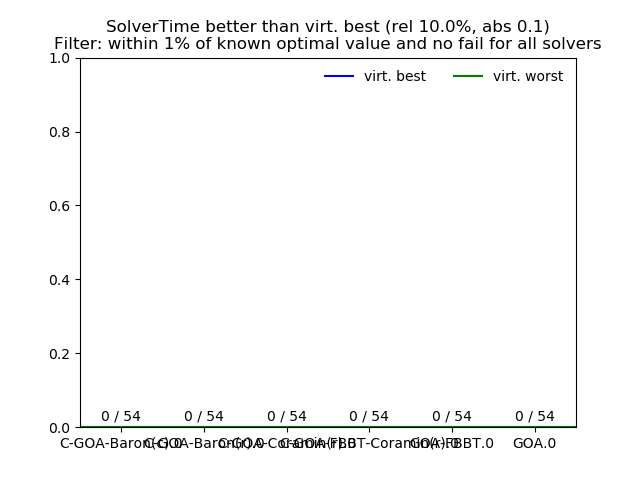 SolverTime better than virt. best (rel 10.0%, abs 0.1)
Filter: within 1% of known optimal value and no fail for all solvers
virt. best virt. worst
1.0
0.8
0.6
0.4
0.2
0.0
0 / 54 0 / 54 0 / 54 0 / 54 0 / 54 0 / 54
GOA.0